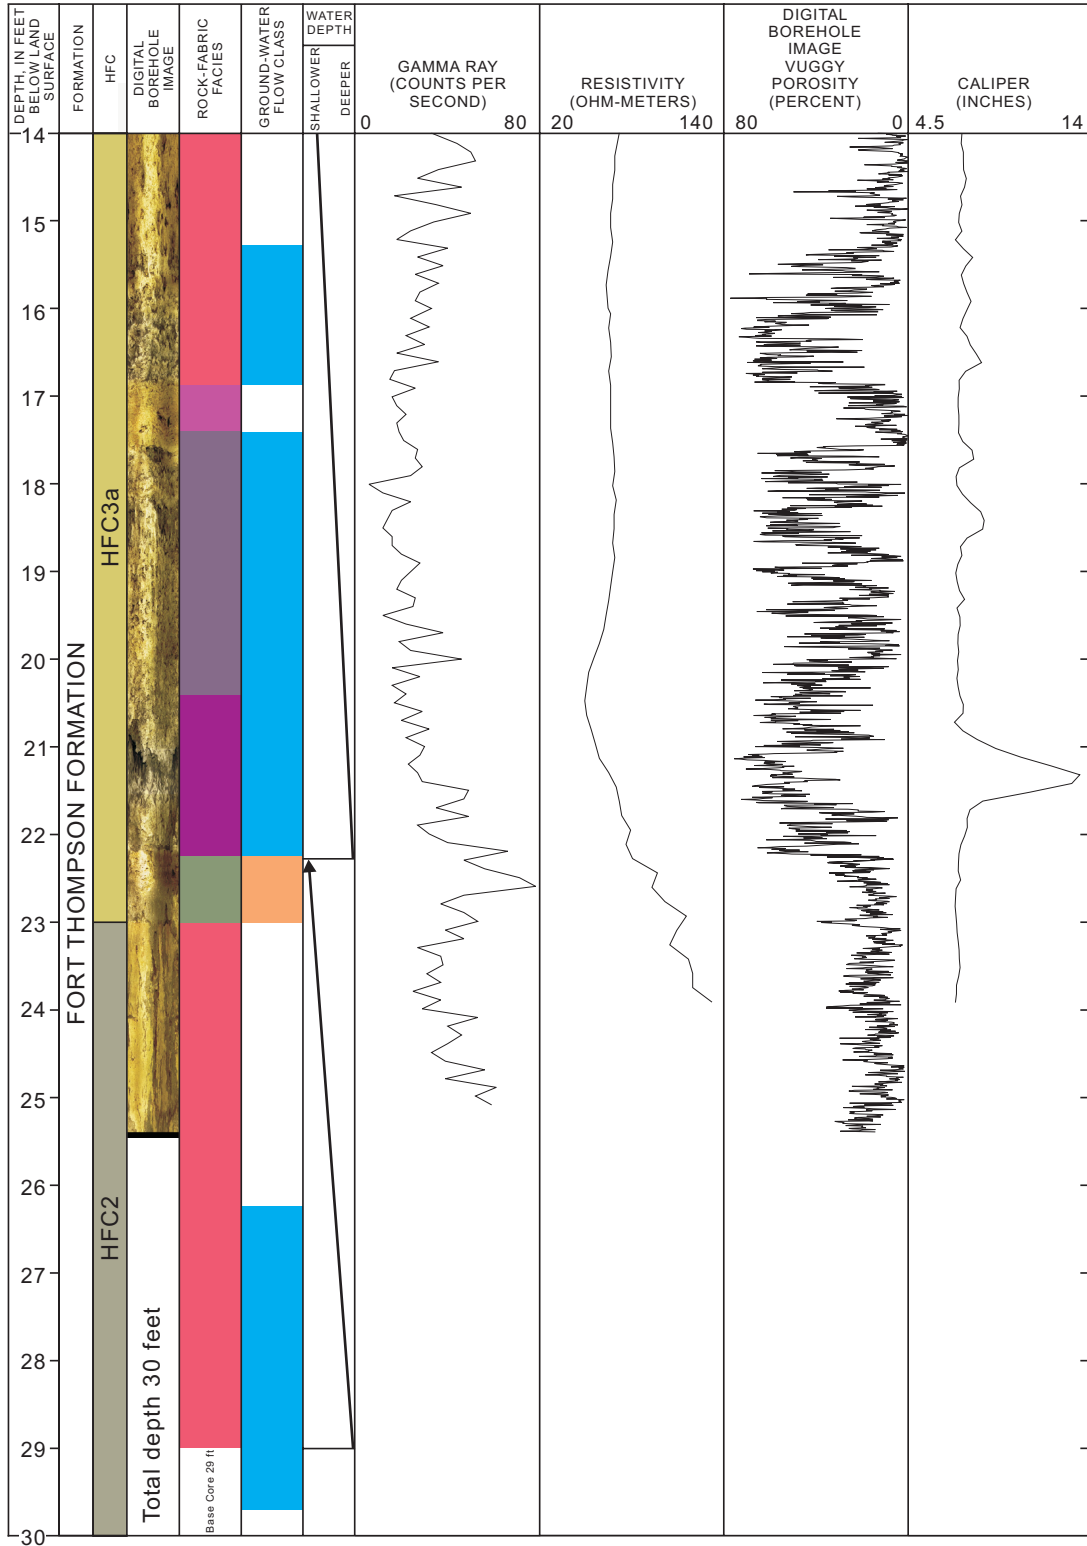 DEPTH, IN FEET
BELOW LAND
SURFACE
FORMATION
HFC
DIGITAL
BOREHOLE
IMAGE
ROCK-FABRIC
FACIES
GROUND-WATER
FLOW CLASS
WATER
DEPTH
SHALLOWER
DEEPER
GAMMA RAY
(COUNTS PER
SECOND)
0 80
RESISTIVITY
(OHM-METERS)
20 140
DIGITAL
BOREHOLE
IMAGE
VUGGY
POROSITY
(PERCENT)
80 0
CALIPER
(INCHES)
4.5 14
14
15
16
17
18
19
20
21
22
23
24
25
26
27
28
29
30
FORT THOMPSON FORMATION
HFC3a
HFC2
Total depth 30 feet
Base Core 29 ft